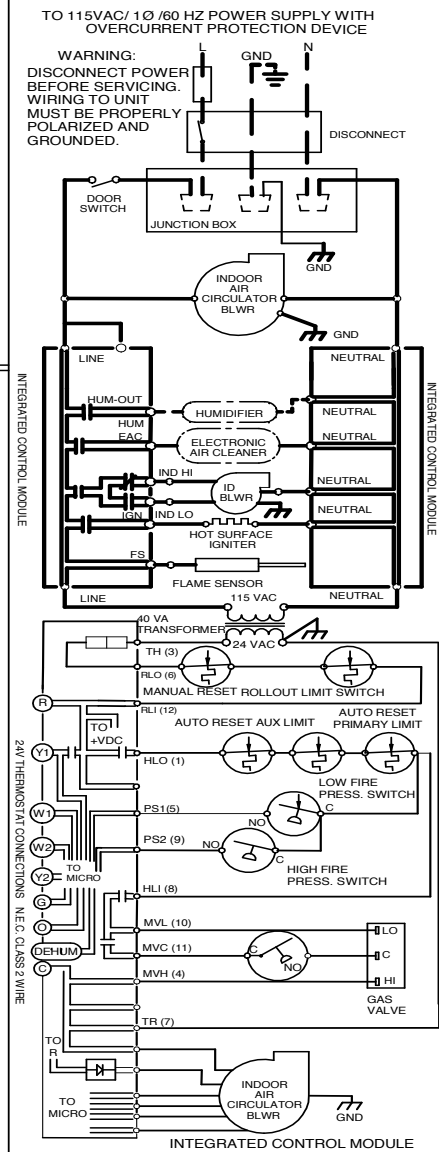 TO 115VAC/ 1Ø /60 HZ POWER SUPPLY WITH
OVERCURRENT PROTECTION DEVICE
WARNING:
DISCONNECT POWER
BEFORE SERVICING.
WIRING TO UNIT
MUST BE PROPERLY
POLARIZED AND
GROUNDED.
L
GND
N
DISCONNECT
DOOR
SWITCH
JUNCTION BOX
GND
INDOOR
AIR
CIRCULATOR
BLWR
GND
INTEGRATED CONTROL MODULE
LINE
NEUTRAL
INTEGRATED CONTROL MODULE
HUM-OUT
HUM
HUMIDIFIER
NEUTRAL
EAC
ELECTRONIC
AIR CLEANER
NEUTRAL
IND HI
ID
BLWR
NEUTRAL
IGN
IND LO
HOT SURFACE
IGNITER
NEUTRAL
FS
FLAME SENSOR
LINE
115 VAC
NEUTRAL
40 VA
TRANSFORMER
24 VAC
TH (3)
RLO (6)
MANUAL RESET ROLLOUT LIMIT SWITCH
R
RLI (12)
TO
+VDC
AUTO RESET AUX LIMIT
AUTO RESET
PRIMARY LIMIT
Y1
HLO (1)
LOW FIRE
PRESS. SWITCH
24V THERMOSTAT CONNECTIONS N.E.C. CLASS 2 WIRE
W1
PS1(5)
NO
C
W2
PS2 (9)
NO
C
HIGH FIRE
PRESS. SWITCH
Y2
TO
MICRO
HLI (8)
G
O
MVL (10)
LO
DEHUM
MVC (11)
C
NO
C
C
MVH (4)
HI
GAS
VALVE
TR (7)
TO
R
TO
MICRO
INDOOR
AIR
CIRCULATOR
BLWR
GND
INTEGRATED CONTROL MODULE